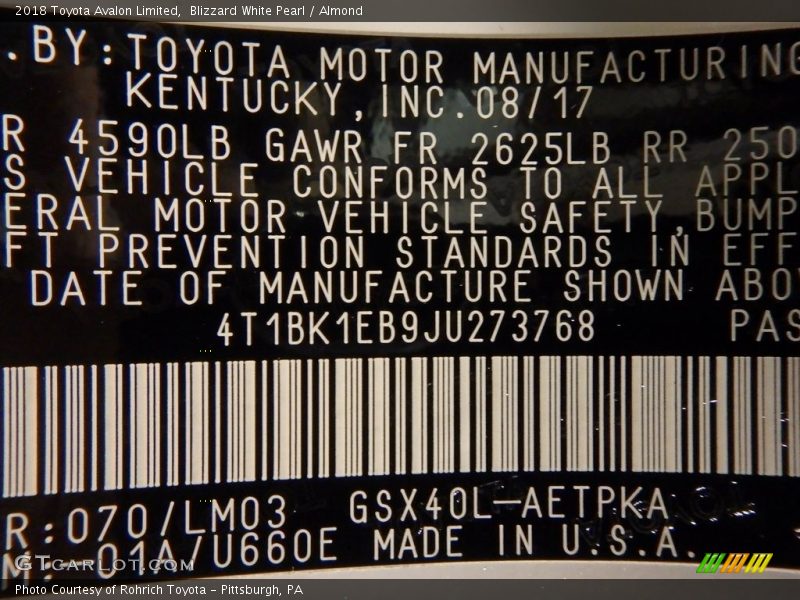 2018 Toyota Avalon Limited,  Blizzard White Pearl / Almond
.BY:TOYOTA MOTOR MANUFACTURING
KENTUCKY,INC.08/17
R 4590LB GAWR FR 2625LB RR 250
S VEHICLE CONFORMS TO ALL APPL
ERAL MOTOR VEHICLE SAFETY,BUMP
FT PREVENTION STANDARDS IN EFF
DATE OF MANUFACTURE SHOWN ABO
4T1BK1EB9JU273768 PAS
R:070/LM03 GSX40L-AETPKA
M:-01A/U660E MADE IN U.S.A.
GTCARLOT.COM
Photo Courtesy of Rohrich Toyota - Pittsburgh, PA